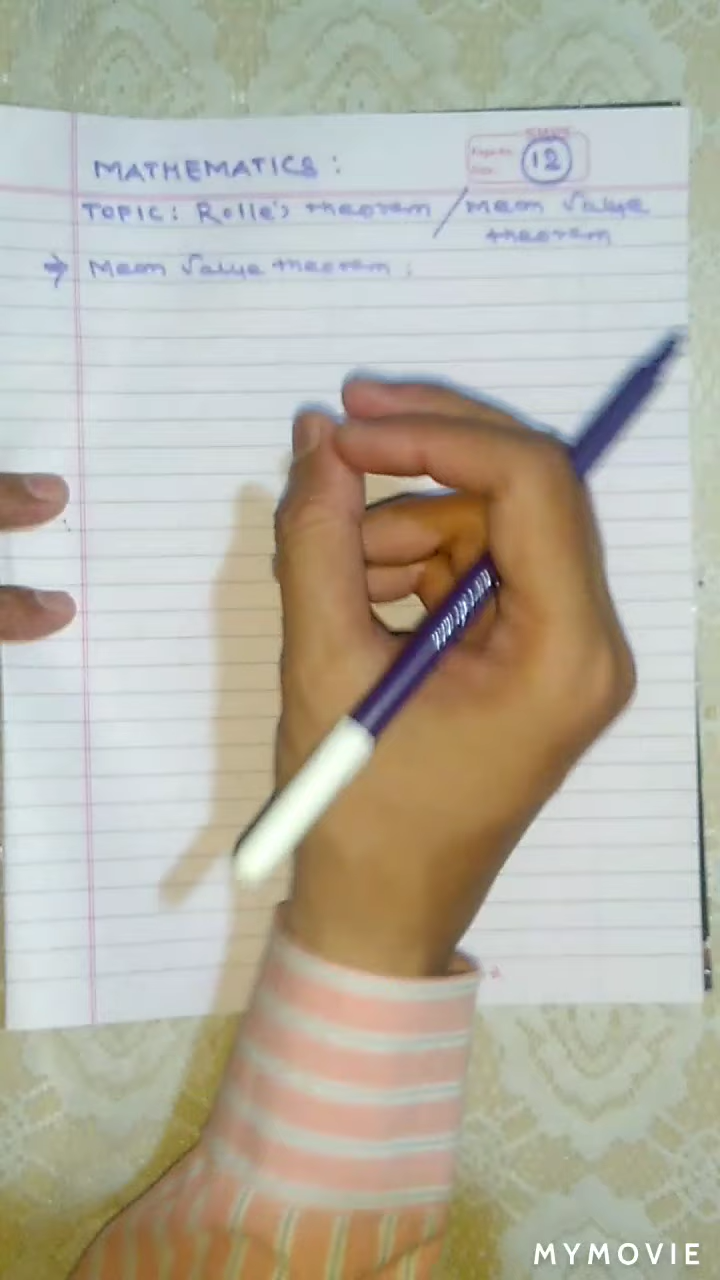 MATHEMATICS:
12
TOPIC: Rolle's theorem / Mean Value
theorem
⇒ Mean Value theorem:
MYMOVIE